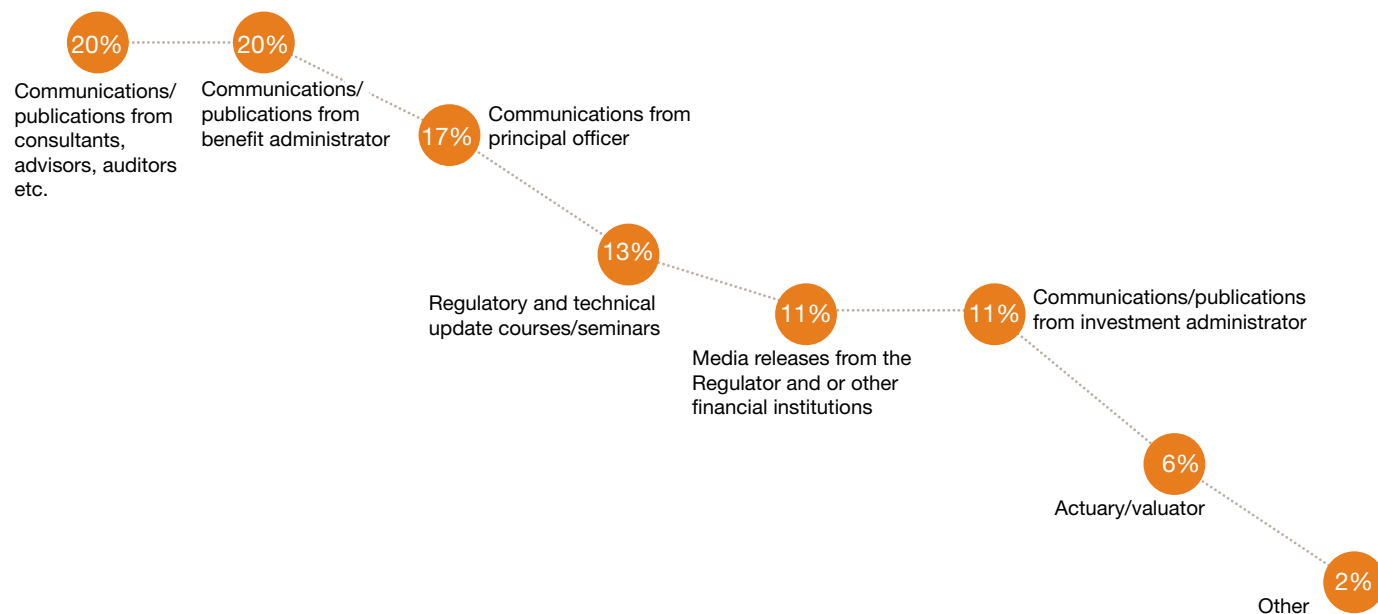 20%
Communications/
publications from
consultants,
advisors, auditors
etc.
20%
Communications/
publications from
benefit administrator
17%
Communications from
principal officer
13%
Regulatory and technical
update courses/seminars
11%
Media releases from the
Regulator and or other
financial institutions
11%
Communications/publications
from investment administrator
6%
Actuary/valuator
2%
Other